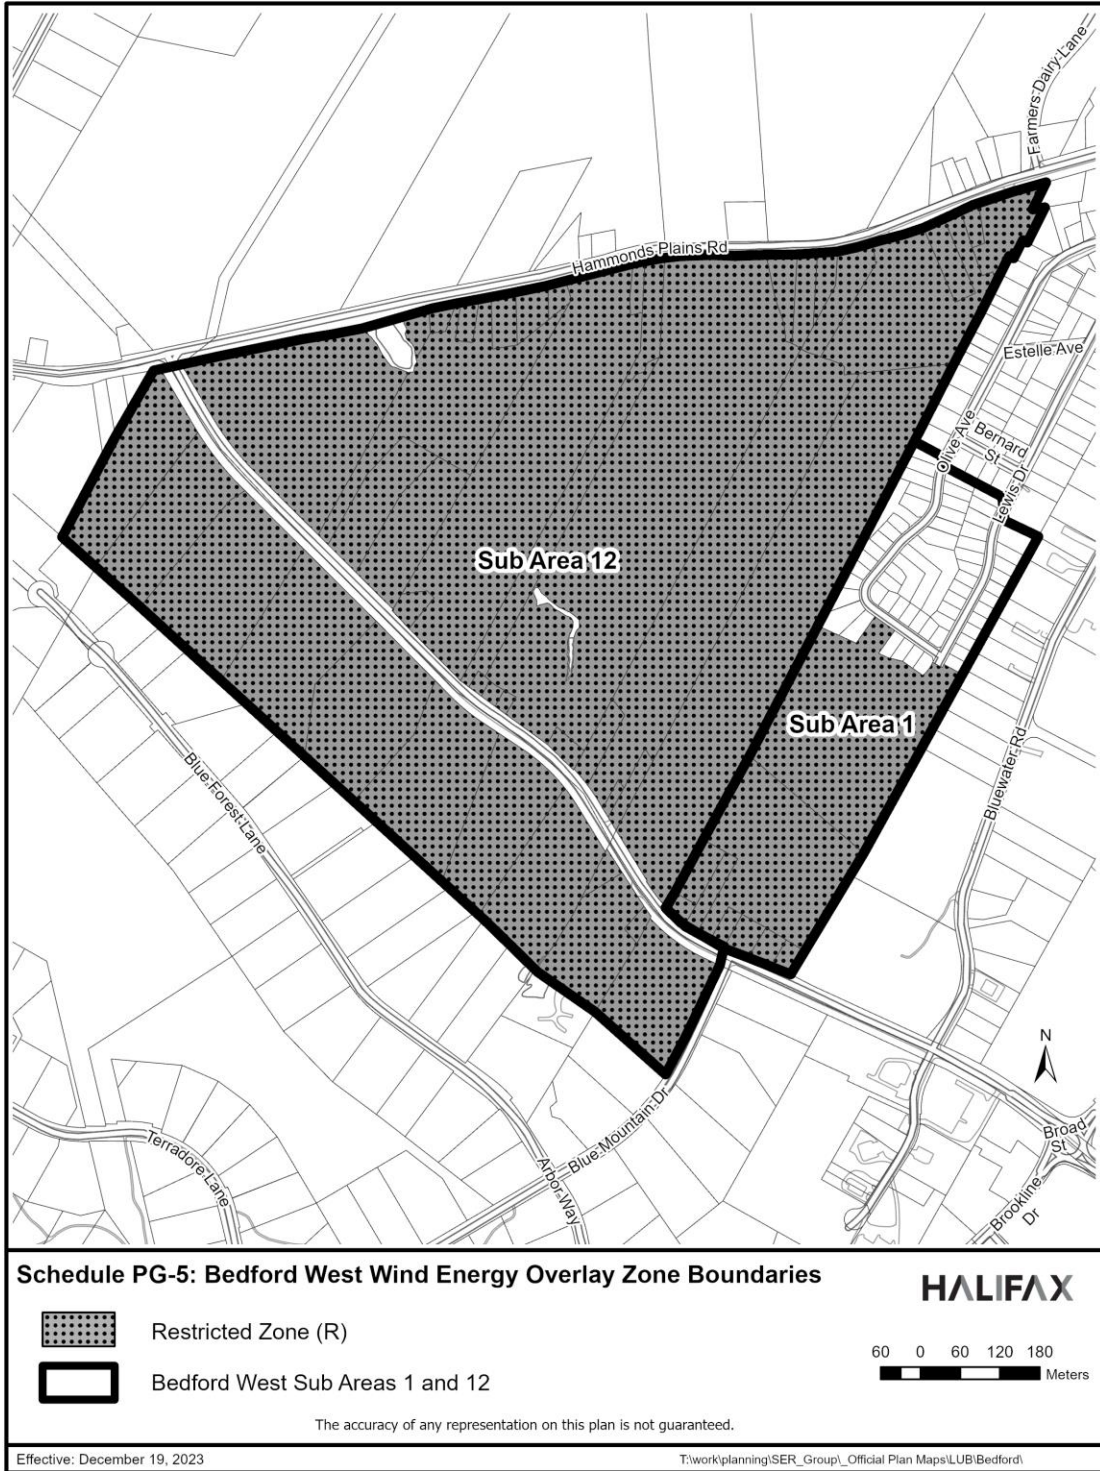 Farmers Dairy Lane
Hammonds Plains Rd
Estelle Ave
Olive Ave
Bernard
St
Lewis Dr
Sub Area 12
Sub Area 1
Bluewater Rd
Blue Forest Lane
N
Blue Mountain Dr
Broad
St
Terradore Lane
Arbor Way
Brookline
Dr
Schedule PG-5: Bedford West Wind Energy Overlay Zone Boundaries
HALIFAX
Restricted Zone (R)
60 0 60 120 180
Meters
Bedford West Sub Areas 1 and 12
The accuracy of any representation on this plan is not guaranteed.
Effective: December 19, 2023
T:\work\planning\SER_Group\_Official Plan Maps\LUB\Bedford\